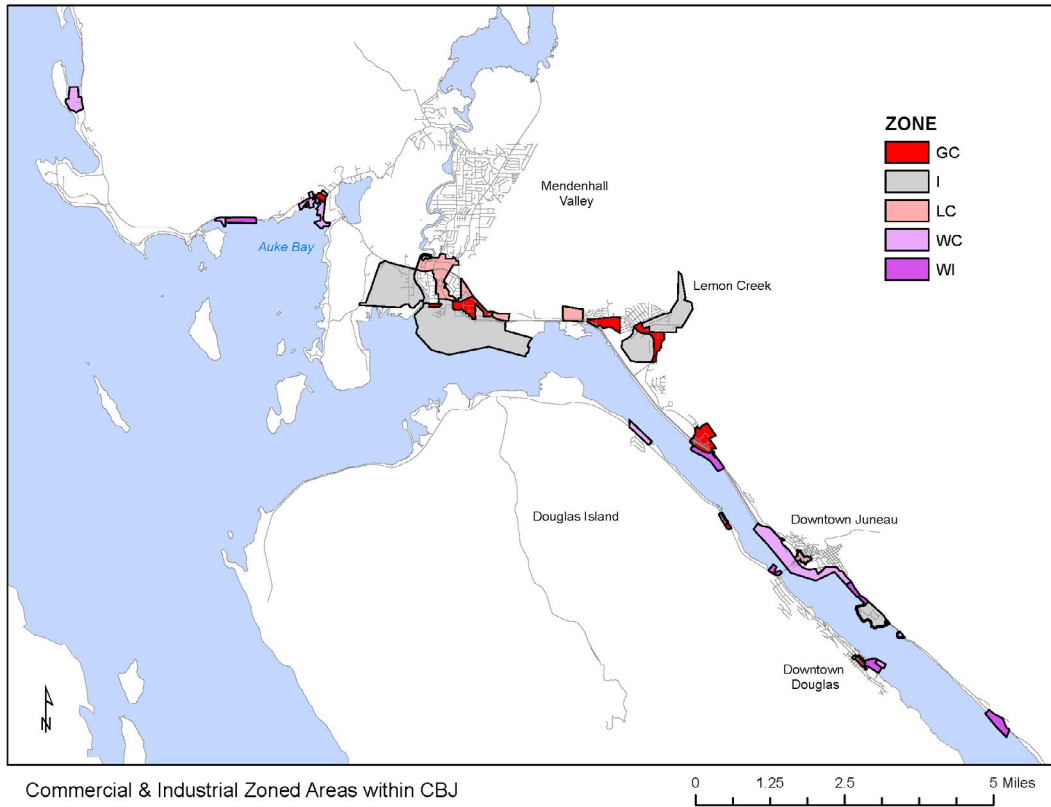 ZONE
GC
I
LC
WC
WI
Mendenhall
Valley
Auke Bay
Lemon Creek
Douglas Island
Downtown Juneau
Downtown
Douglas
N
Commercial & Industrial Zoned Areas within CBJ
0 1.25 2.5 5 Miles